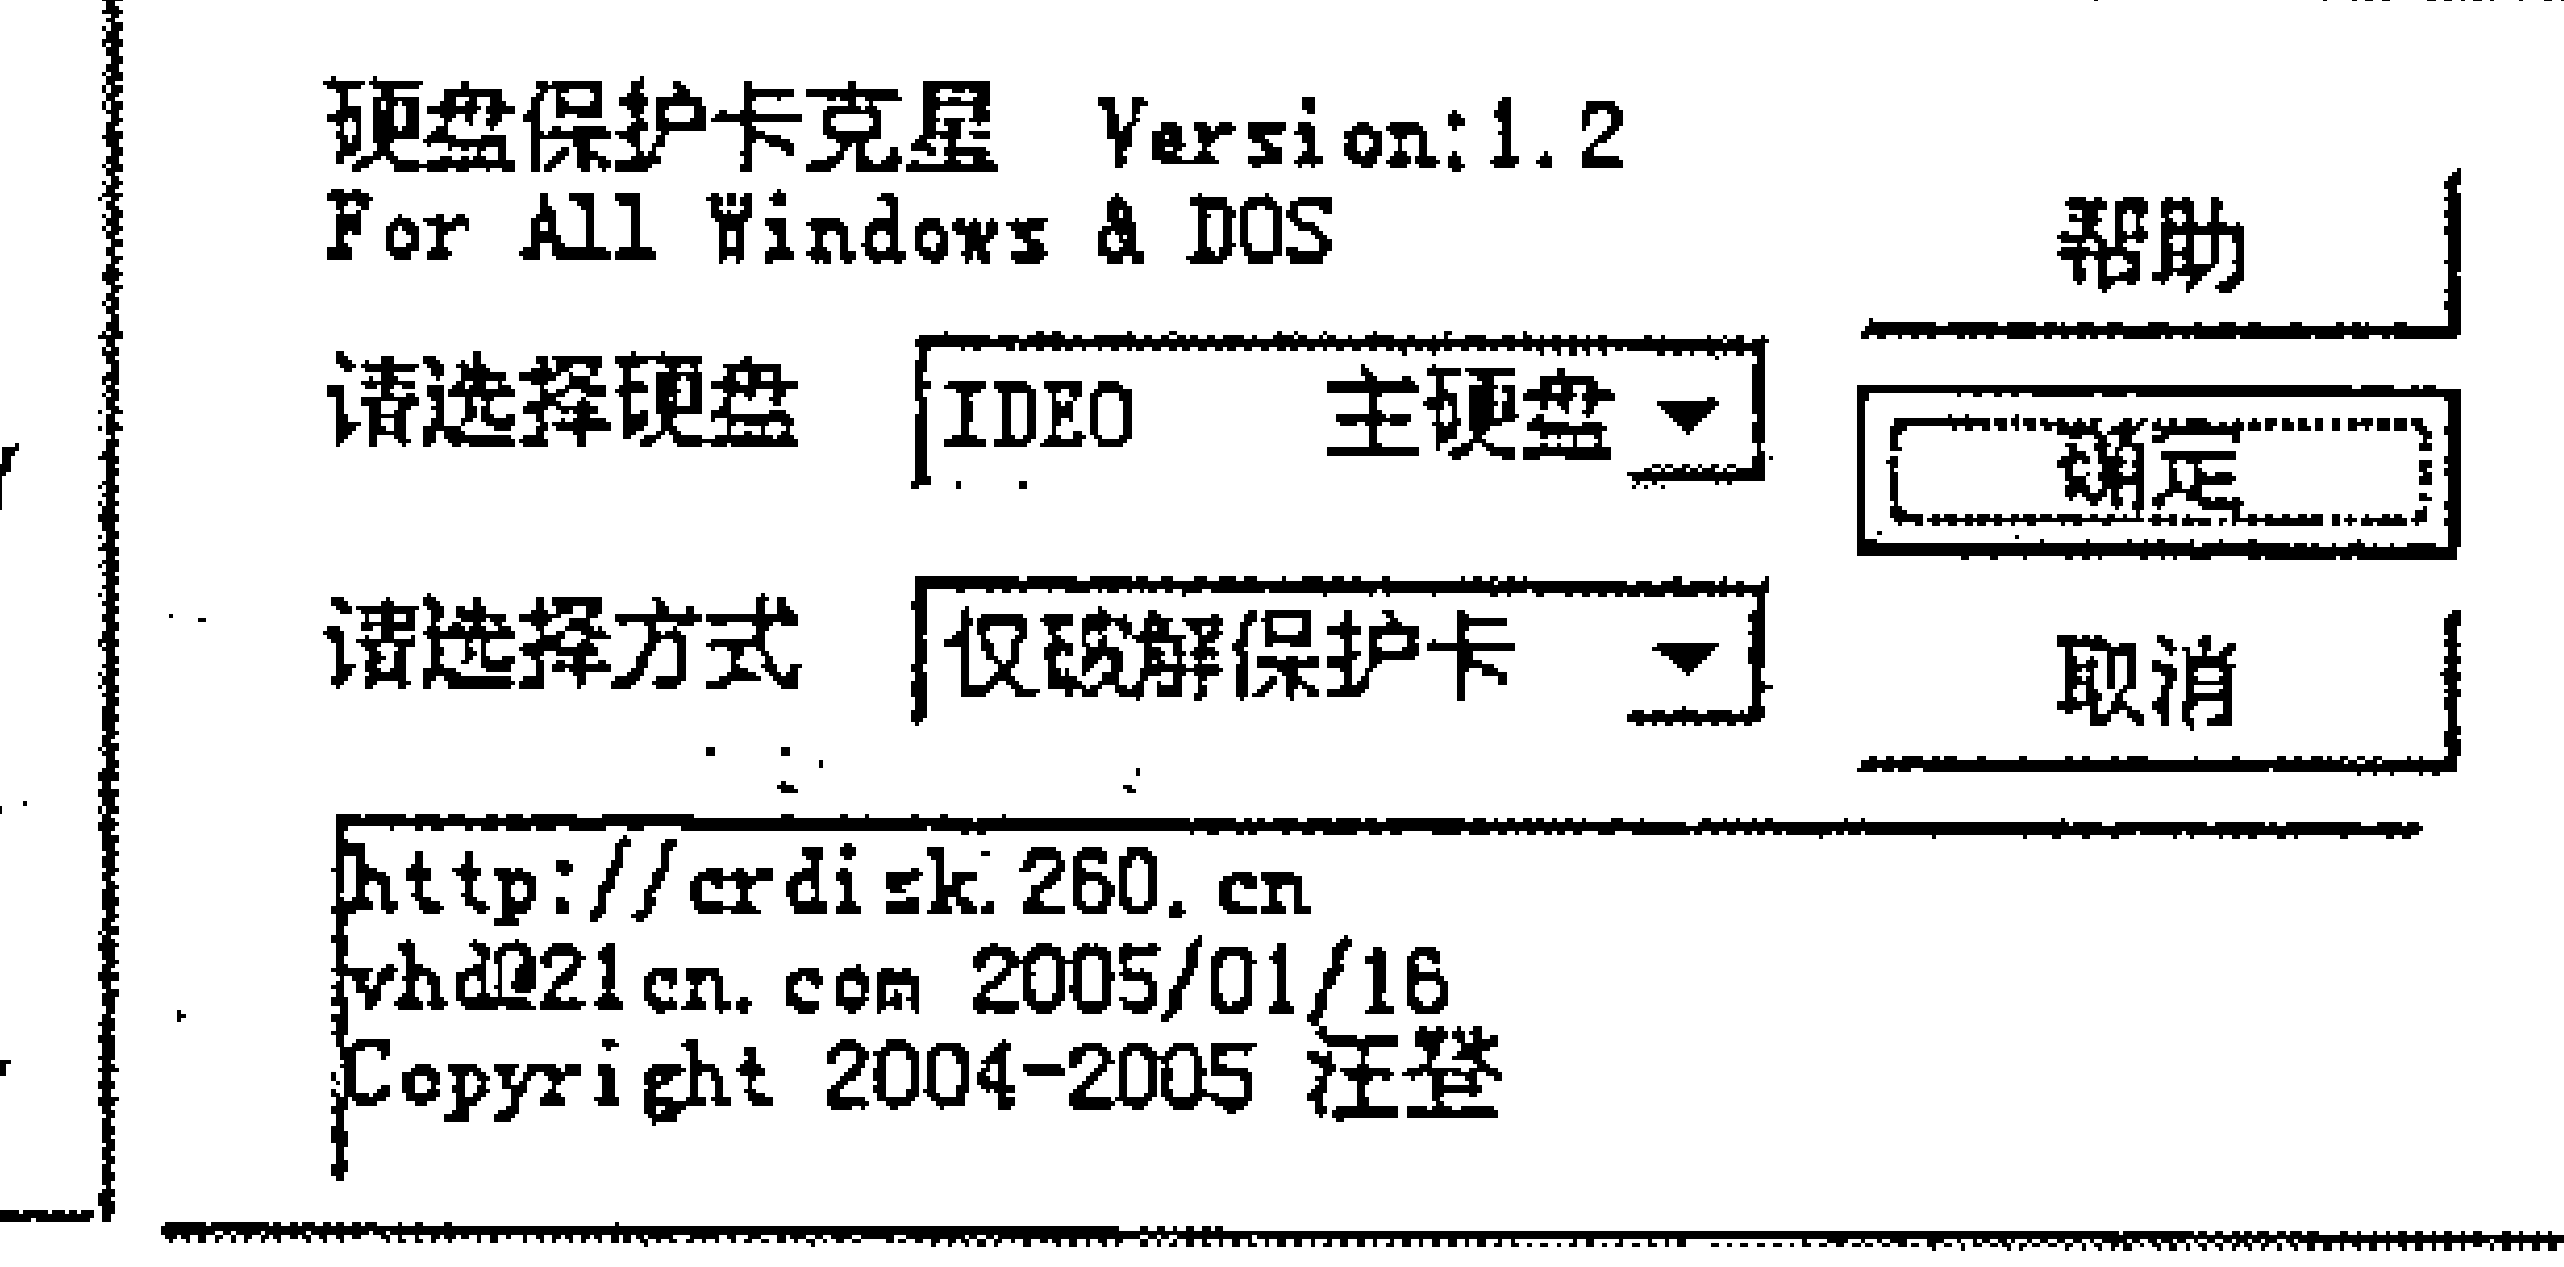 硬盘保护卡克星 Version:1.2
For All Windows & DOS
帮助
请选择硬盘 IDE0 主硬盘
确定
请选择方式 仅破解保护卡
取消
http://crdisk.260.cn
vhd@21cn.com 2005/01/16
Copyright 2004-2005 汪登